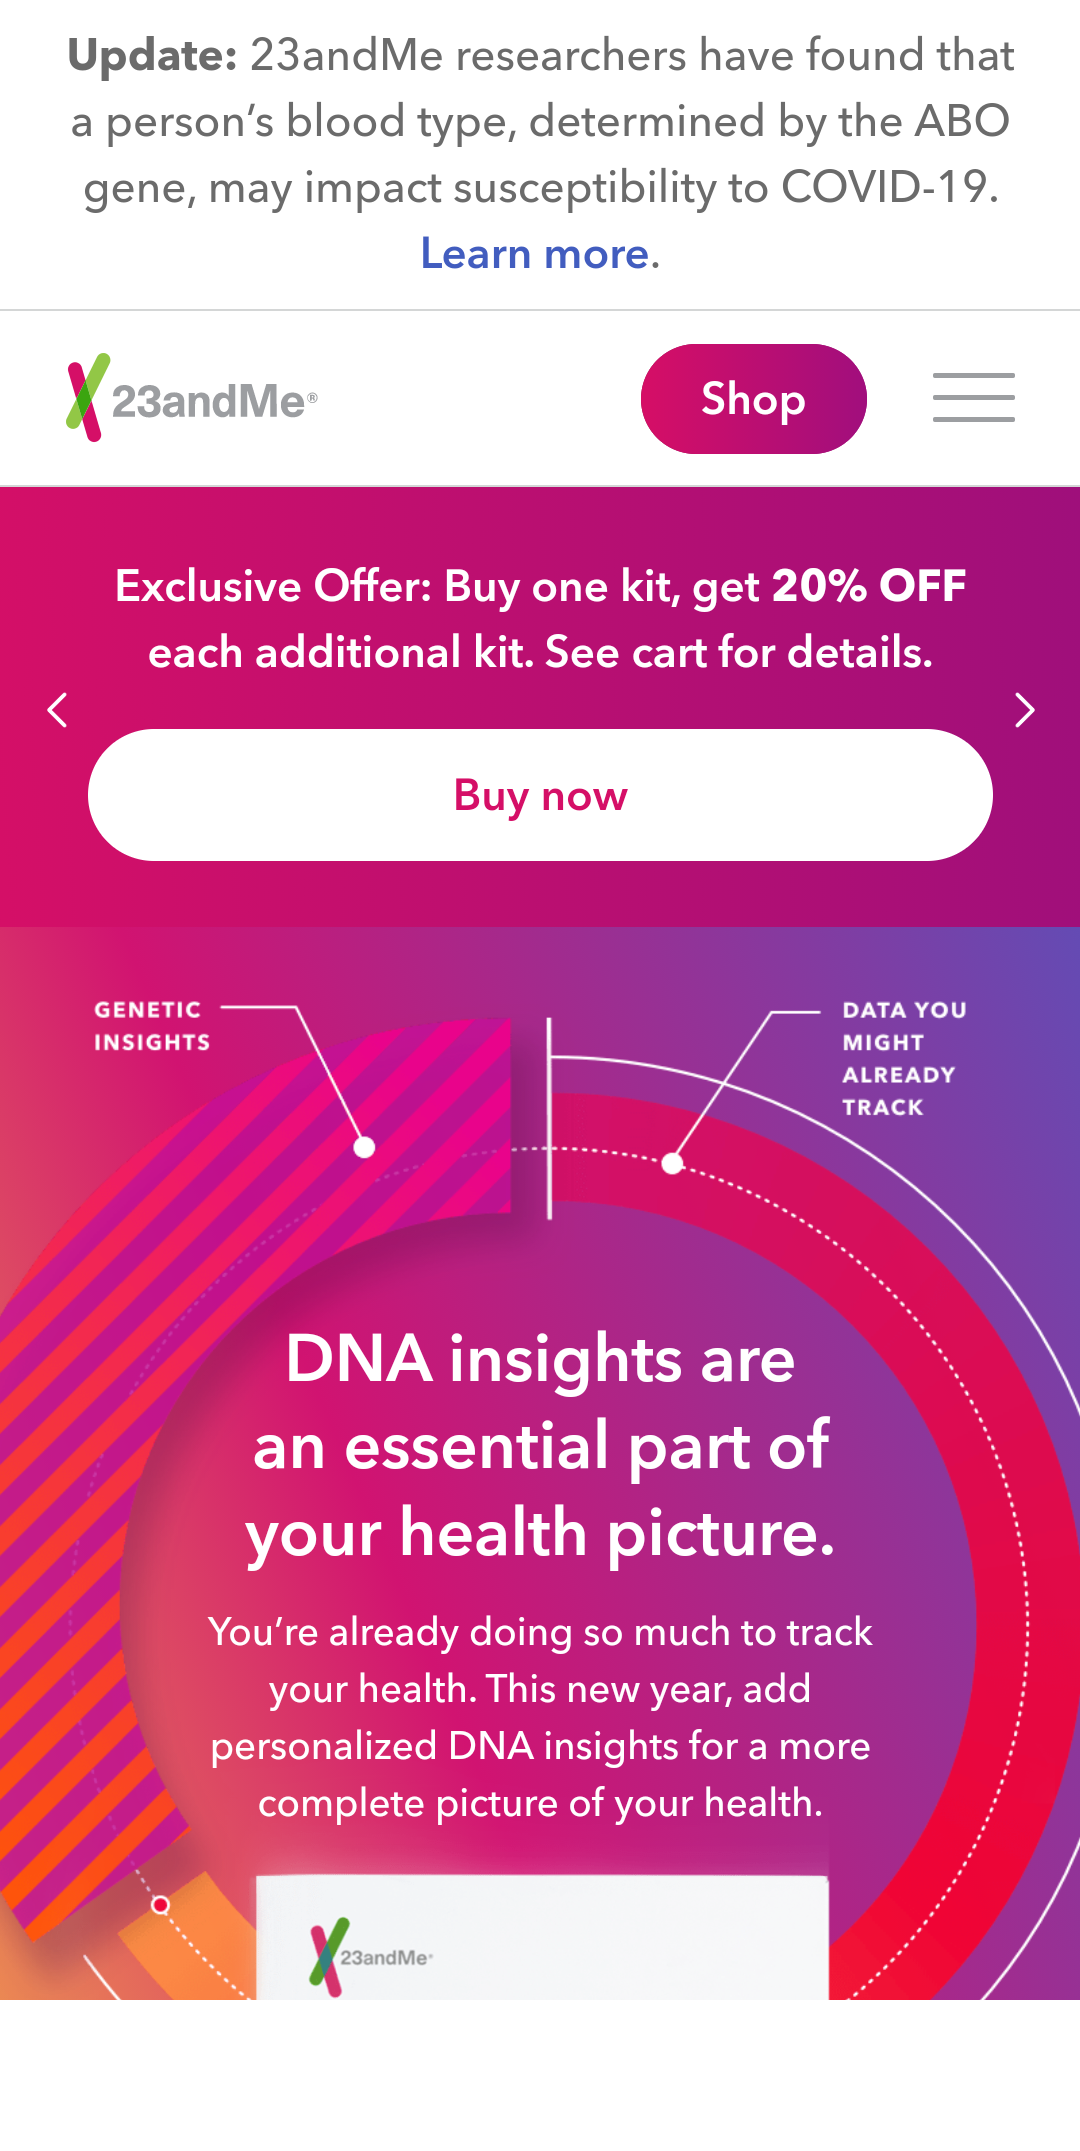 Update: 23andMe researchers have found that
a person’s blood type, determined by the ABO
gene, may impact susceptibility to COVID-19.
Learn more.
23andMe®
Shop
Exclusive Offer: Buy one kit, get 20% OFF
each additional kit. See cart for details.
Buy now
GENETIC
INSIGHTS
DATA YOU
MIGHT
ALREADY
TRACK
DNA insights are
an essential part of
your health picture.
You’re already doing so much to track
your health. This new year, add
personalized DNA insights for a more
complete picture of your health.
23andMe®